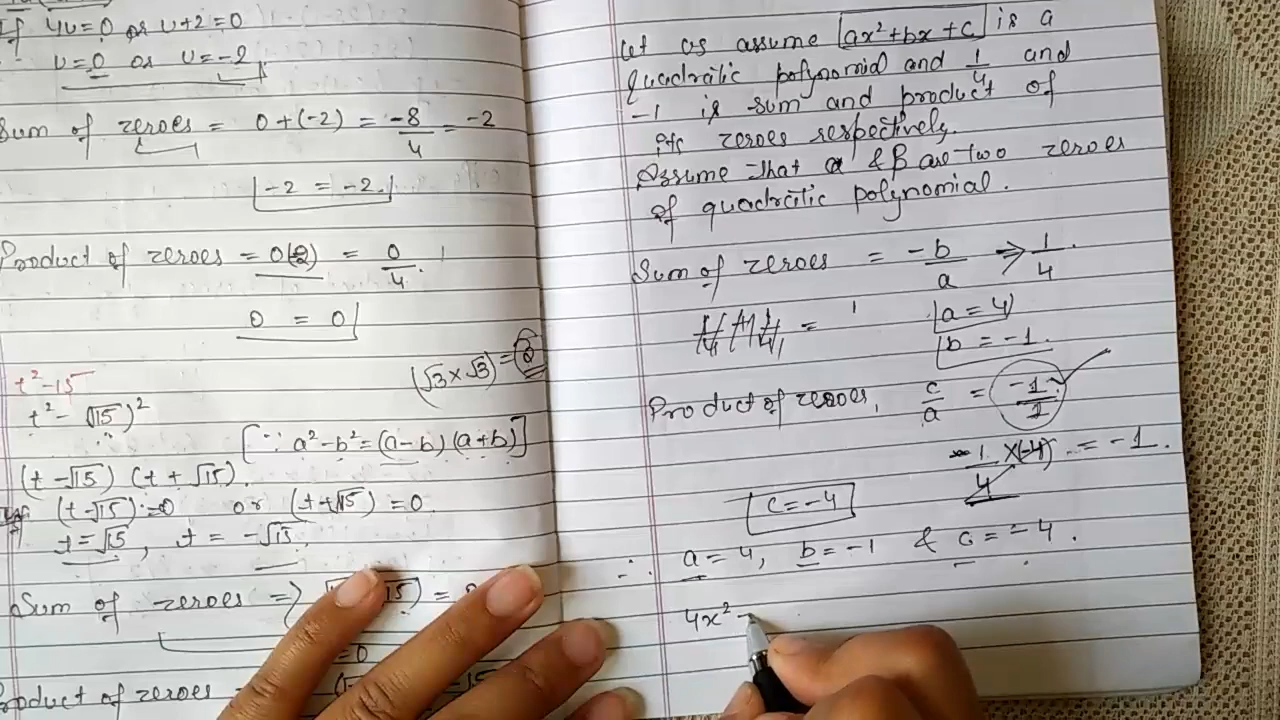 If 4u=0 or u+2=0
u=0 or u=-2
Sum of zeroes = 0+(-2) = -8/4 = -2
-2 = -2.
Product of zeroes = 0(-2) = 0/4.
0 = 0
(√3×√3) =
t²-15
t² - (√15)²
[∵ a²-b²=(a-b)(a+b)]
(t-√15) (t+√15).
If (t-√15)=0 or (t+√15)=0.
t=√15, t = -√15.
Sum of zeroes =>
=0
Product of zeroes =
Let us assume ax²+bx+c is a
quadratic polynomial and 1/4 and
-1 is sum and product of
its zeroes respectively.
Assume that α & β are two zeroes
of quadratic polynomial.
Sum of zeroes = -b/a ⇒ 1/4.
a = 4
b = -1.
Product of zeroes, c/a = -1/1
-1/4 ×(-4) = -1.
c = -4
∴ a = 4, b = -1 & c = -4.
4x² -